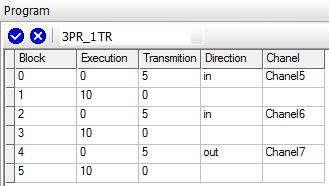 Program
3PR_1TR
Block Execution Transmition Direction Chanel
0 0 5 in Chanel5
1 10 0
2 0 5 in Chanel6
3 10 0
4 0 5 out Chanel7
5 10 0